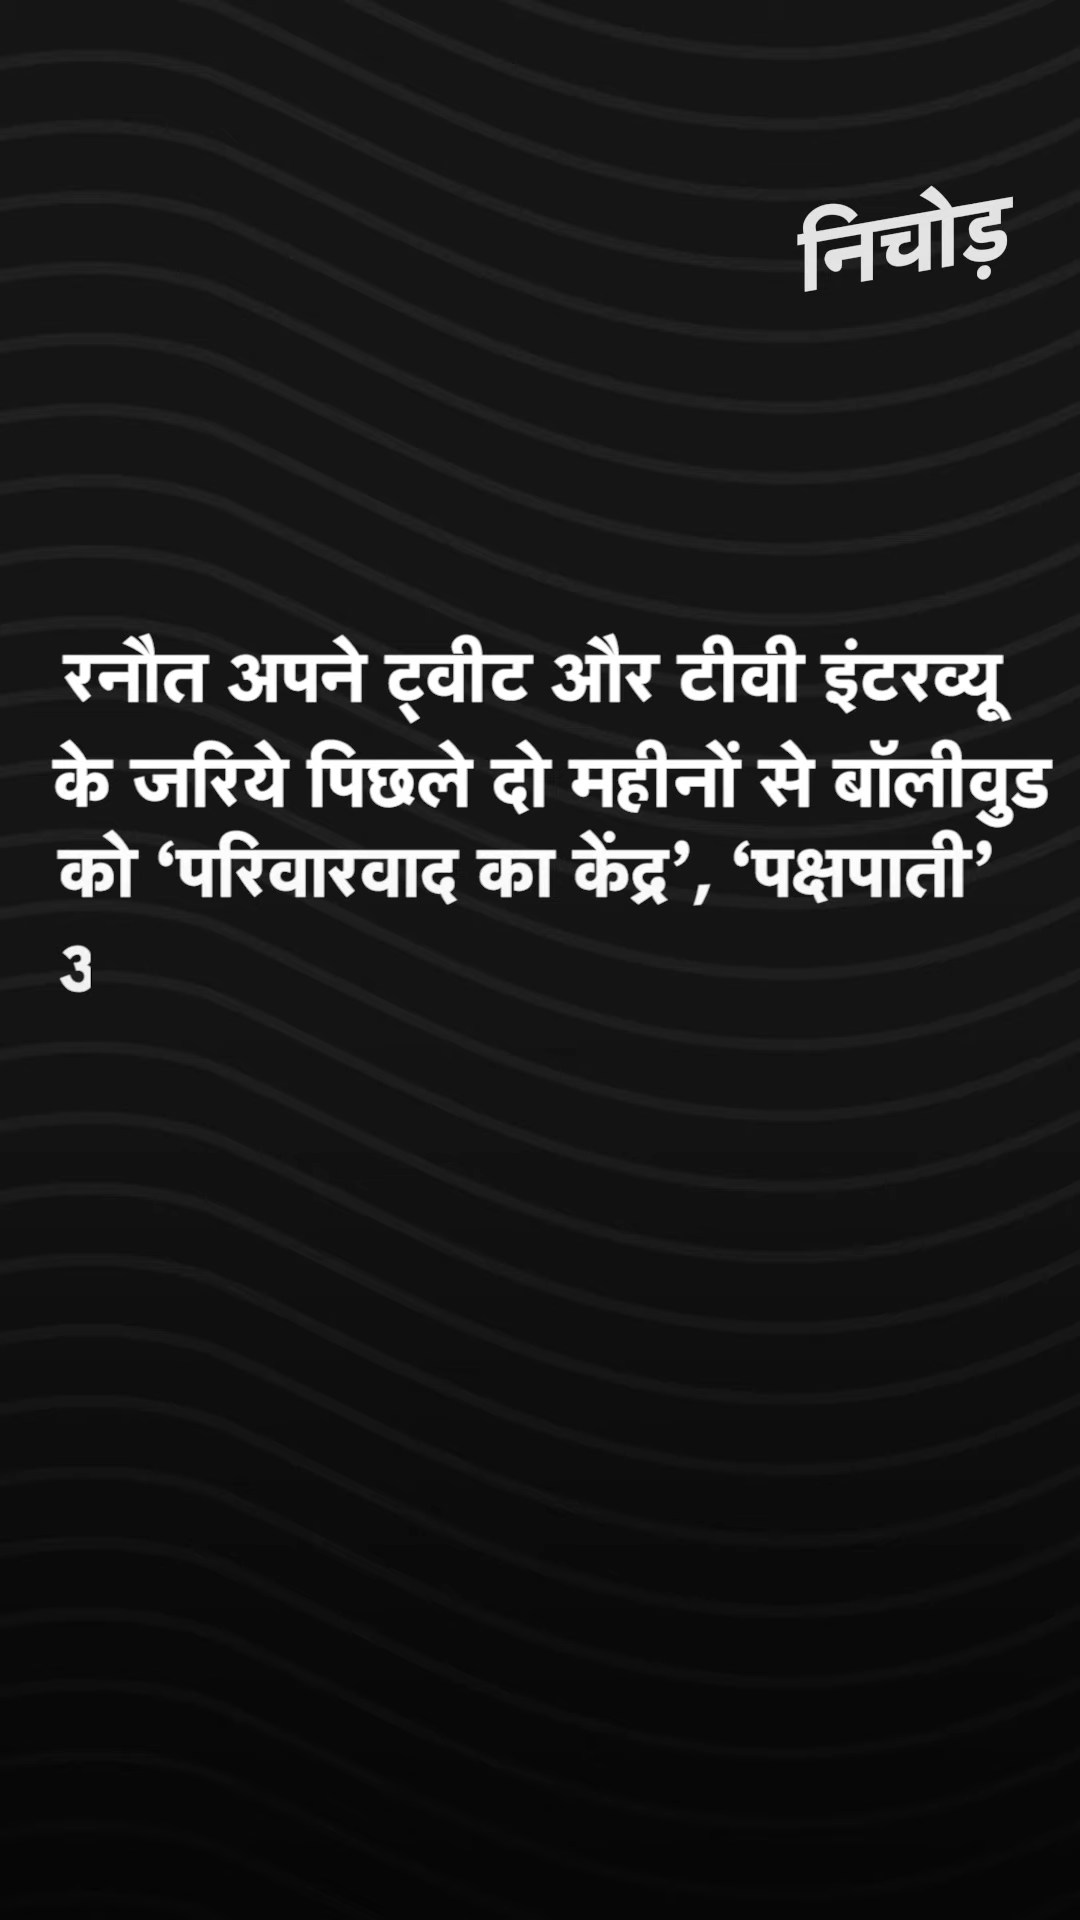 निचोड़
रनौत अपने ट्वीट और टीवी इंटरव्यू
के जरिये पिछले दो महीनों से बॉलीवुड
को ‘परिवारवाद का केंद्र’, ‘पक्षपाती’